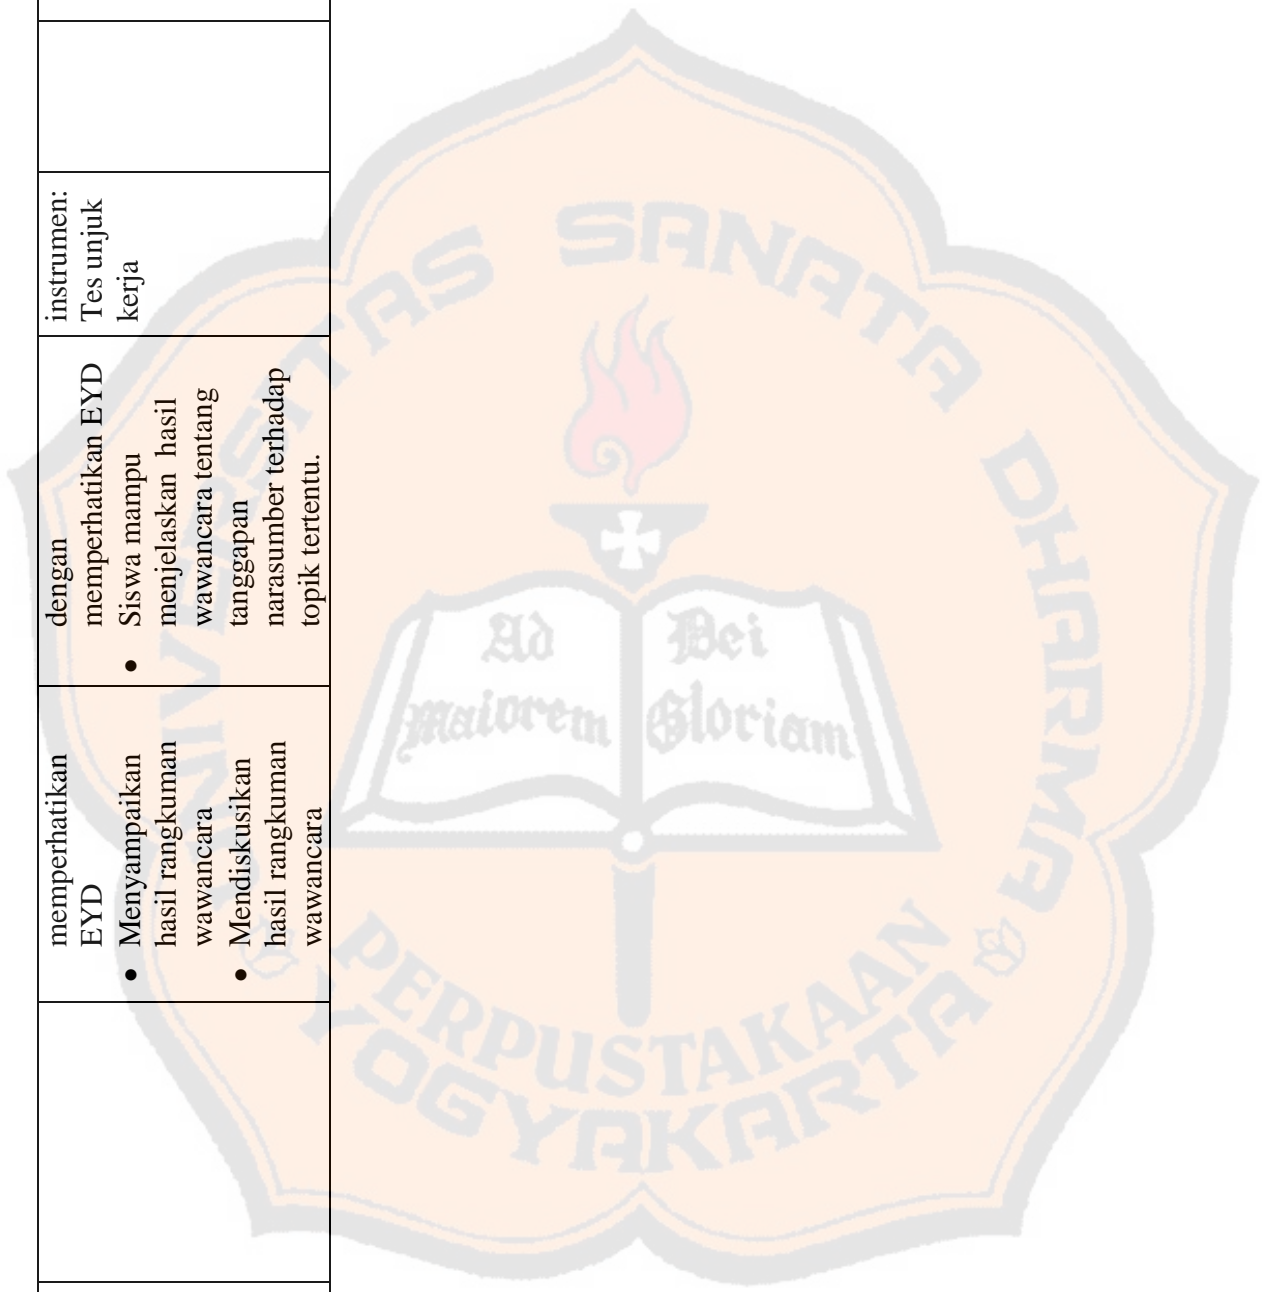 memperhatikan
EYD
• Menyampaikan
hasil rangkuman
wawancara
• Mendiskusikan
hasil rangkuman
wawancara
dengan
memperhatikan EYD
• Siswa mampu
menjelaskan hasil
wawancara tentang
tanggapan
narasumber terhadap
topik tertentu.
instrumen:
Tes unjuk
kerja
UNIVERSITAS SANATA DHARMA
Ad
maiorem
Dei
Gloriam
PERPUSTAKAAN
YOGYAKARTA